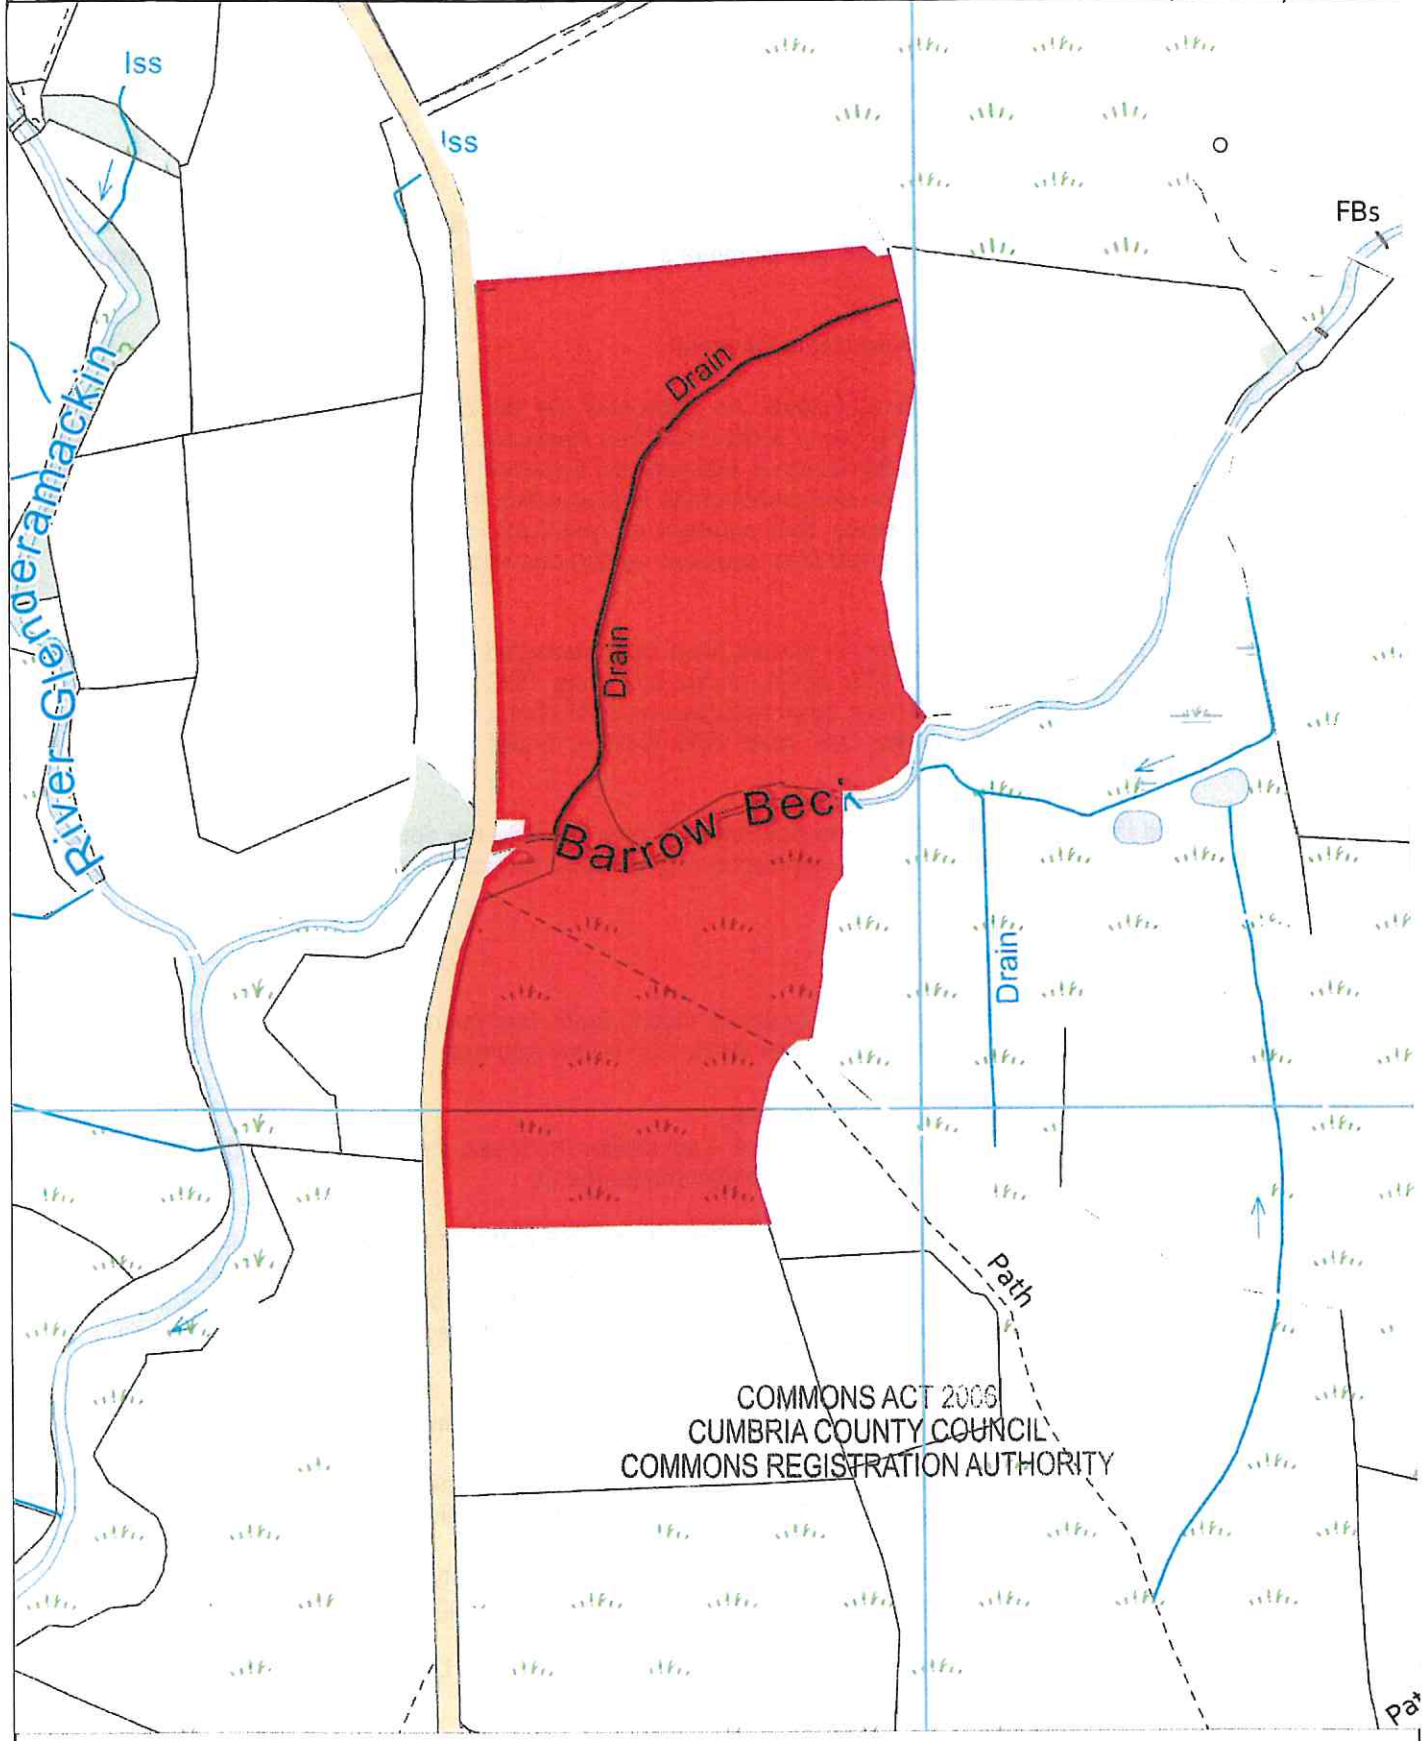 Iss
Iss
FBs
Drain
River Glenderamackin
Drain
Barrow Bec
Drain
Path
COMMONS ACT 2006
CUMBRIA COUNTY COUNCIL
COMMONS REGISTRATION AUTHORITY